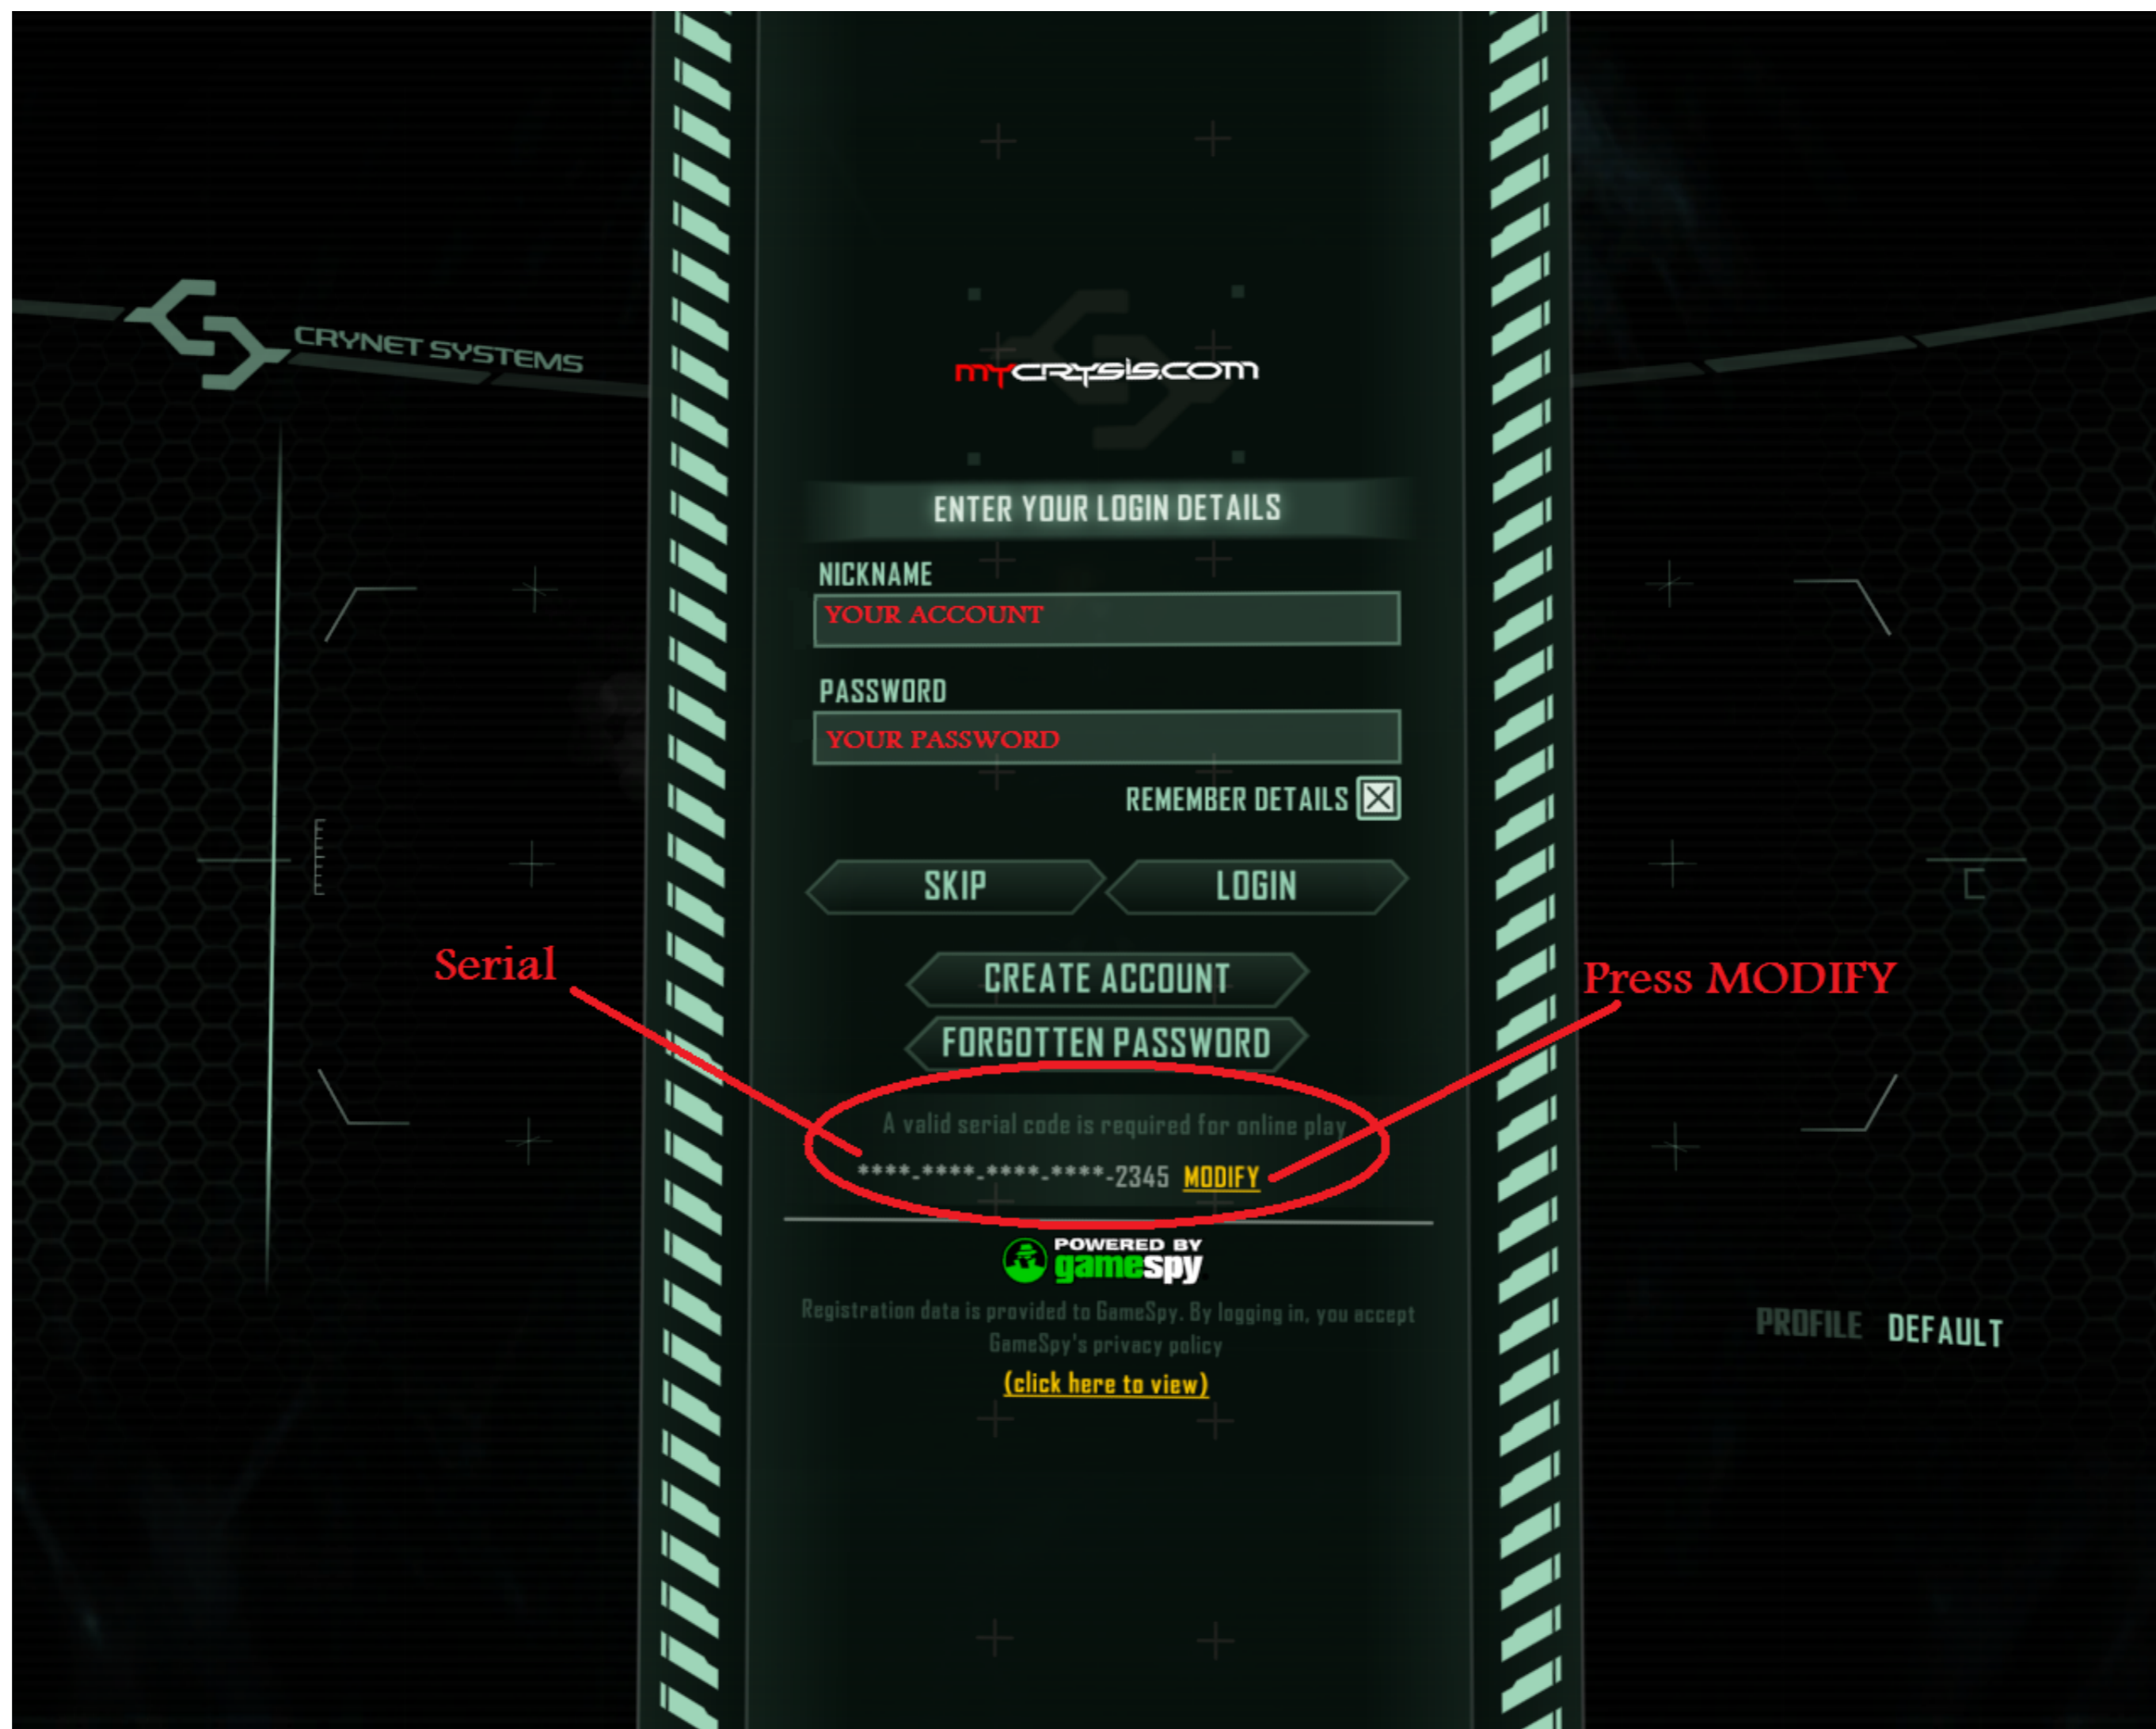 CRYNET SYSTEMS
myCRYSIS.COM
ENTER YOUR LOGIN DETAILS
NICKNAME
YOUR ACCOUNT
PASSWORD
YOUR PASSWORD
REMEMBER DETAILS
SKIP
LOGIN
Serial
CREATE ACCOUNT
Press MODIFY
FORGOTTEN PASSWORD
A valid serial code is required for online play
****-****-****-****-2345 MODIFY
POWERED BY
gamespy
Registration data is provided to GameSpy. By logging in, you accept
GameSpy's privacy policy
(click here to view)
PROFILE DEFAULT